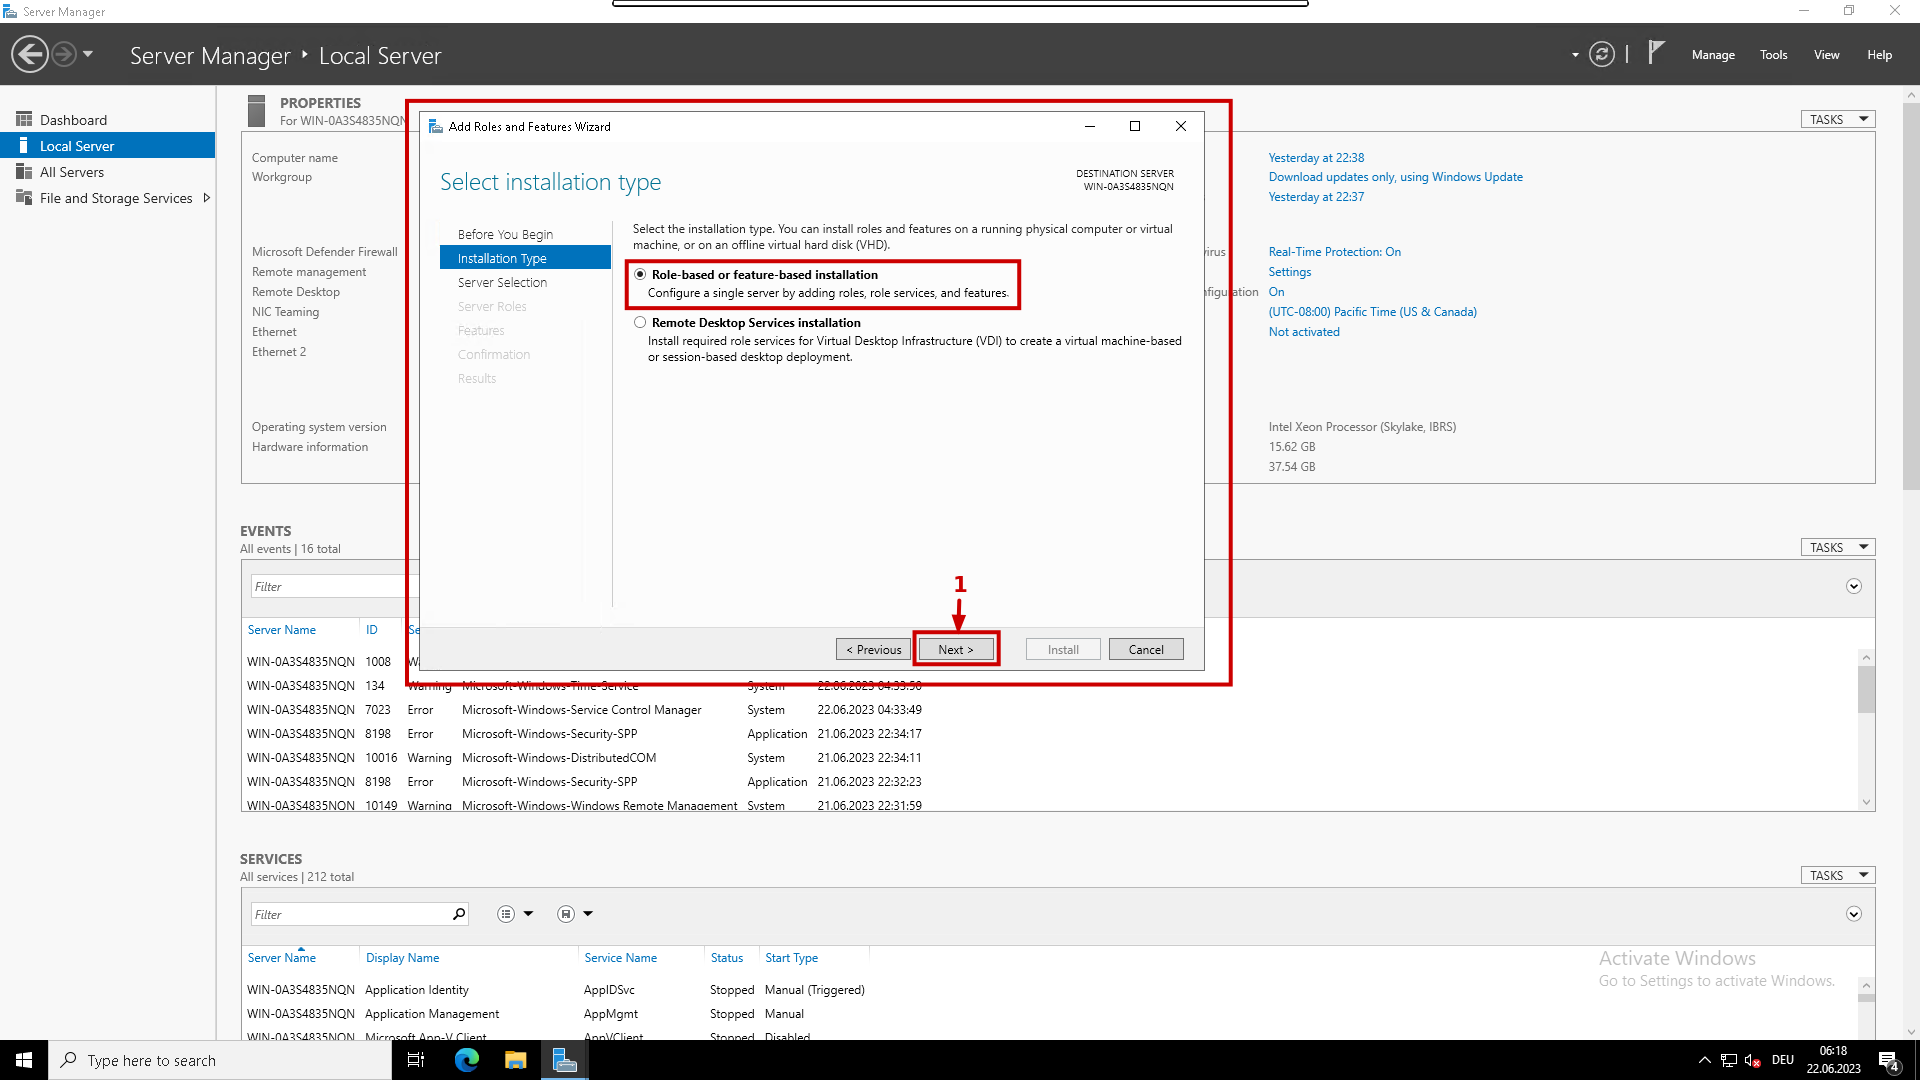 Server Manager
Server Manager ‣ Local Server
Manage Tools View Help
Dashboard
Local Server
All Servers
File and Storage Services
PROPERTIES
For WIN-0A3S4835NQN
TASKS
Computer name
Workgroup
Microsoft Defender Firewall
Remote management
Remote Desktop
NIC Teaming
Ethernet
Ethernet 2
Operating system version
Hardware information
Yesterday at 22:38
Download updates only, using Windows Update
Yesterday at 22:37
Real-Time Protection: On
Settings
On
(UTC-08:00) Pacific Time (US & Canada)
Not activated
Intel Xeon Processor (Skylake, IBRS)
15.62 GB
37.54 GB
Add Roles and Features Wizard
Select installation type
DESTINATION SERVER
WIN-0A3S4835NQN
Before You Begin
Installation Type
Server Selection
Server Roles
Features
Confirmation
Results
Select the installation type. You can install roles and features on a running physical computer or virtual
machine, or on an offline virtual hard disk (VHD).
Role-based or feature-based installation
Configure a single server by adding roles, role services, and features.
Remote Desktop Services installation
Install required role services for Virtual Desktop Infrastructure (VDI) to create a virtual machine-based
or session-based desktop deployment.
1
< Previous Next > Install Cancel
EVENTS
All events | 16 total
TASKS
Filter
Server Name ID
WIN-0A3S4835NQN 1008
WIN-0A3S4835NQN 134 Warning Microsoft-Windows-Time-Service System 22.06.2023 04:33:50
WIN-0A3S4835NQN 7023 Error Microsoft-Windows-Service Control Manager System 22.06.2023 04:33:49
WIN-0A3S4835NQN 8198 Error Microsoft-Windows-Security-SPP Application 21.06.2023 22:34:17
WIN-0A3S4835NQN 10016 Warning Microsoft-Windows-DistributedCOM System 21.06.2023 22:34:11
WIN-0A3S4835NQN 8198 Error Microsoft-Windows-Security-SPP Application 21.06.2023 22:32:23
WIN-0A3S4835NQN 10149 Warning Microsoft-Windows-Windows Remote Management System 21.06.2023 22:31:59
SERVICES
All services | 212 total
TASKS
Filter
Server Name Display Name Service Name Status Start Type
WIN-0A3S4835NQN Application Identity AppIDSvc Stopped Manual (Triggered)
WIN-0A3S4835NQN Application Management AppMgmt Stopped Manual
WIN-0A3S4835NQN Microsoft App-V Client AppVClient Stopped Disabled
Activate Windows
Go to Settings to activate Windows.
Type here to search
DEU
06:18
22.06.2023
4